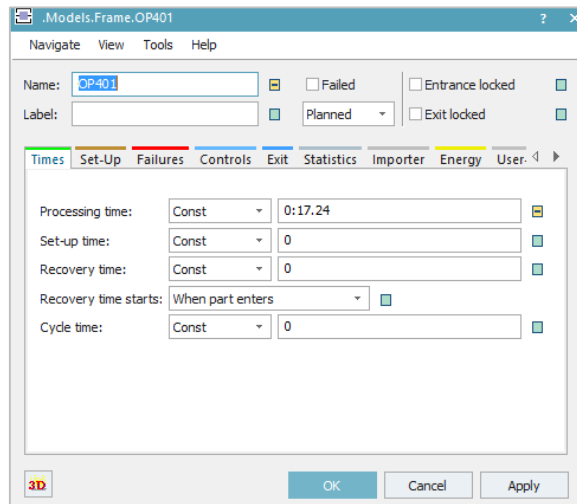 .Models.Frame.OP401 ? ×
Navigate View Tools Help
Name: OP401 Failed Entrance locked
Label: Planned Exit locked
Times Set-Up Failures Controls Exit Statistics Importer Energy User-
Processing time: Const 0:17.24
Set-up time: Const 0
Recovery time: Const 0
Recovery time starts: When part enters
Cycle time: Const 0
3D OK Cancel Apply